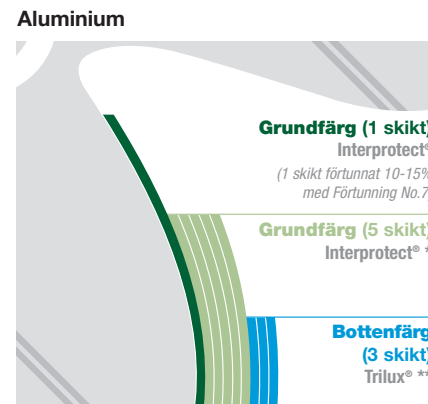 Aluminium
Grundfärg (1 skikt)
Interprotect®
(1 skikt förtunnat 10-15%
med Förtunning No.7)
Grundfärg (5 skikt)
Interprotect® *
Bottenfärg
(3 skikt)
Trilux® **